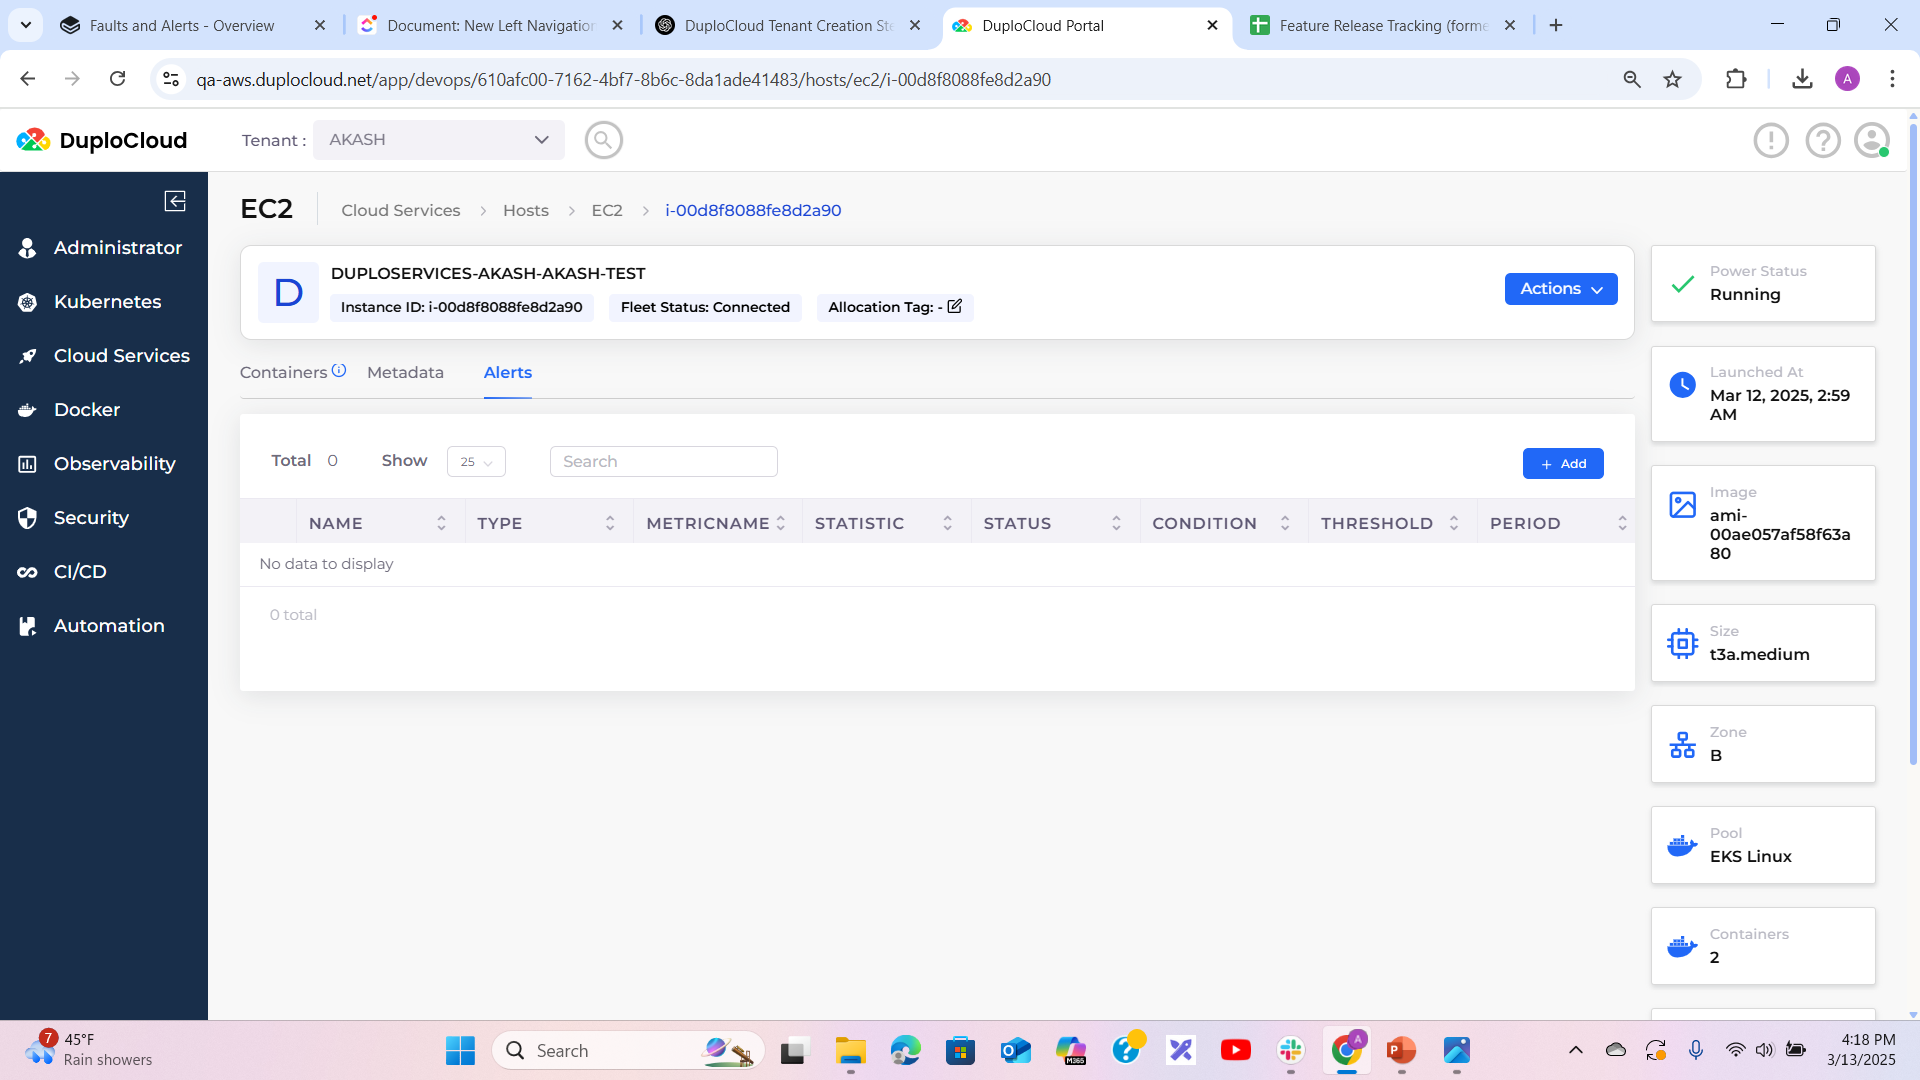 Faults and Alerts - Overview
Document: New Left Navigation
DuploCloud Tenant Creation Ste
DuploCloud Portal
Feature Release Tracking (forme
qa-aws.duplocloud.net/app/devops/610afc00-7162-4bf7-8b6c-8da1ade41483/hosts/ec2/i-00d8f8088fe8d2a90
A
DuploCloud
Tenant :
AKASH
Administrator
Kubernetes
Cloud Services
Docker
Observability
Security
CI/CD
Automation
EC2
Cloud Services > Hosts > EC2 > i-00d8f8088fe8d2a90
D
DUPLOSERVICES-AKASH-AKASH-TEST
Instance ID: i-00d8f8088fe8d2a90
Fleet Status: Connected
Allocation Tag: -
Actions
Containers
Metadata
Alerts
Total 0
Show 25
Search
+ Add
NAME TYPE METRICNAME STATISTIC STATUS CONDITION THRESHOLD PERIOD
No data to display
0 total
Power Status
Running
Launched At
Mar 12, 2025, 2:59
AM
Image
ami-
00ae057af58f63a
80
Size
t3a.medium
Zone
B
Pool
EKS Linux
Containers
2
7
45°F
Rain showers
Search
M365
A
P
4:18 PM
3/13/2025